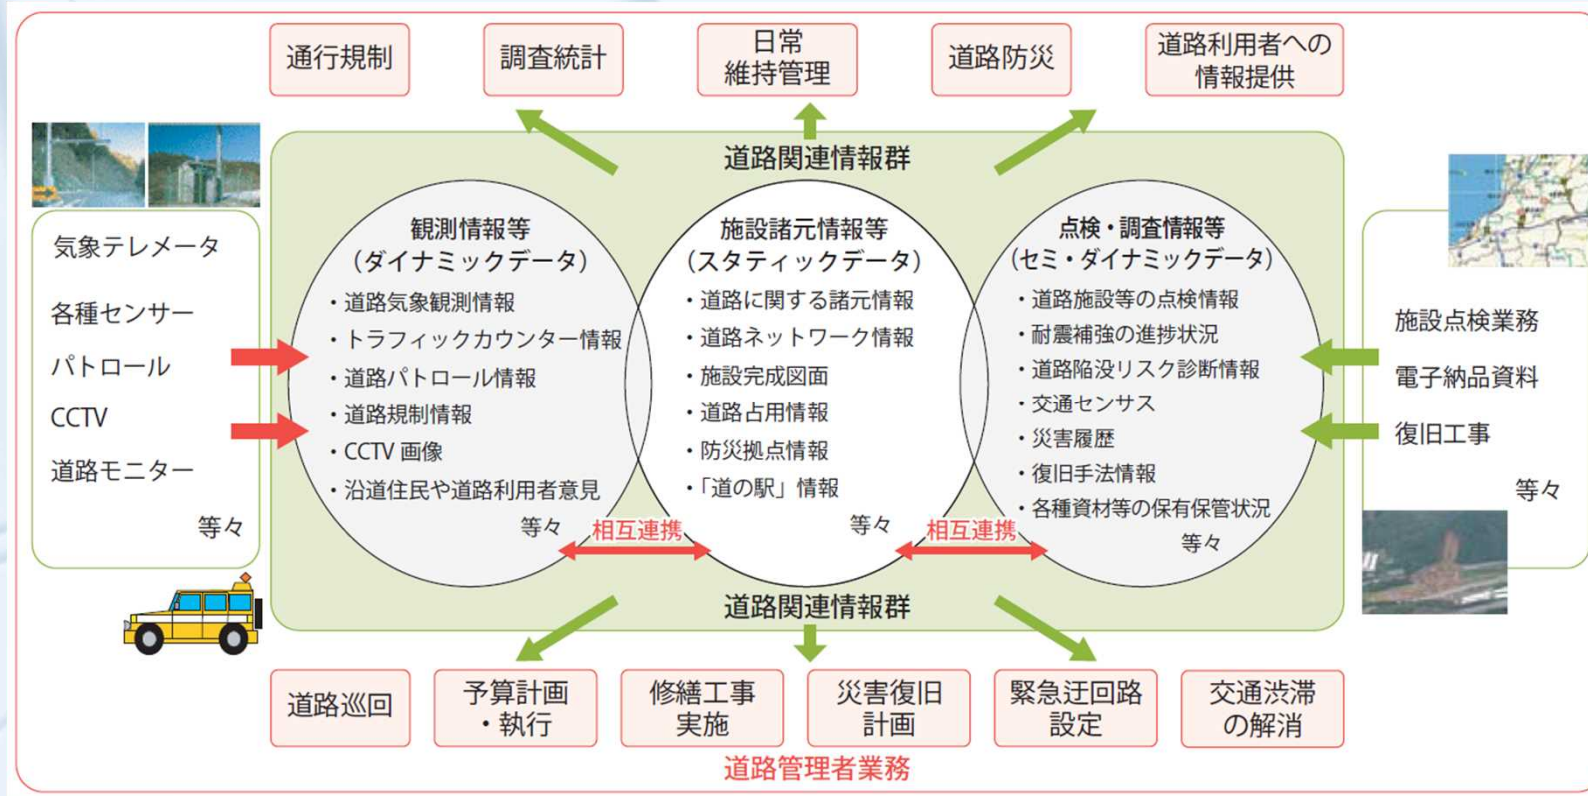 通行規制
調査統計
日常
維持管理
道路防災
道路利用者への
情報提供
道路関連情報群
気象テレメータ
各種センサー
パトロール
CCTV
道路モニター
等々
観測情報等
（ダイナミックデータ）
・道路気象観測情報
・トラフィックカウンター情報
・道路パトロール情報
・道路規制情報
・CCTV 画像
・沿道住民や道路利用者意見
等々
相互連携
施設諸元情報等
（スタティックデータ）
・道路に関する諸元情報
・道路ネットワーク情報
・施設完成図面
・道路占用情報
・防災拠点情報
・「道の駅」情報
等々
相互連携
点検・調査情報等
（セミ・ダイナミックデータ）
・道路施設等の点検情報
・耐震補強の進捗状況
・道路陥没リスク診断情報
・交通センサス
・災害履歴
・復旧手法情報
・各種資材等の保有保管状況
等々
施設点検業務
電子納品資料
復旧工事
等々
道路関連情報群
道路巡回
予算計画
・執行
修繕工事
実施
災害復旧
計画
緊急迂回路
設定
交通渋滞
の解消
道路管理者業務